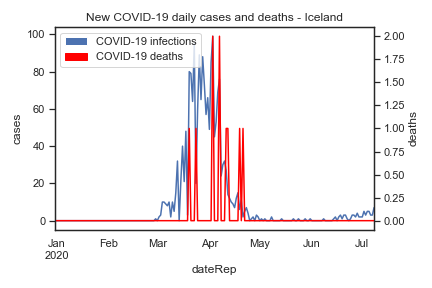 New COVID-19 daily cases and deaths - Iceland
COVID-19 infections
COVID-19 deaths
100
80
60
40
20
0
cases
2.00
1.75
1.50
1.25
1.00
0.75
0.50
0.25
0.00
deaths
Jan Feb Mar Apr May Jun Jul
2020
dateRep